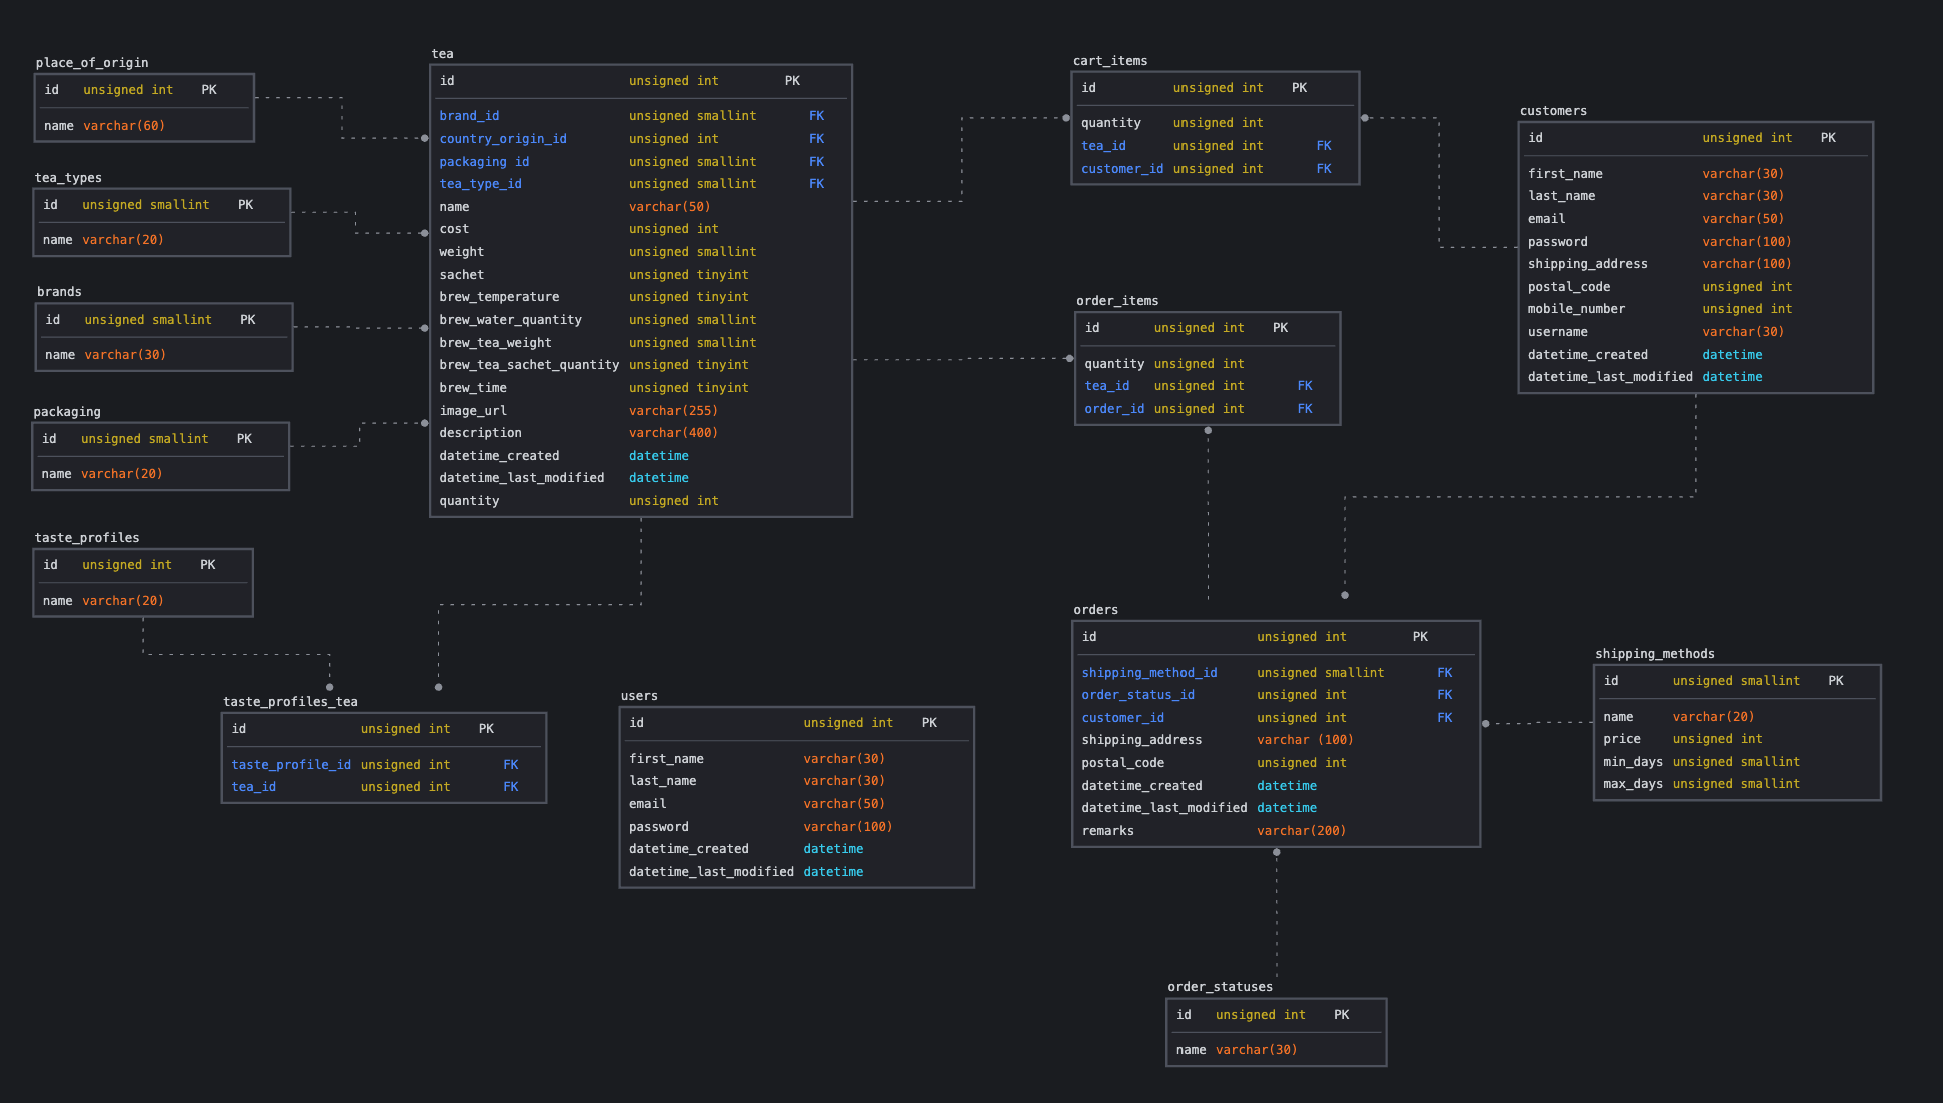 place_of_origin
id unsigned int PK
name varchar(60)
tea_types
id unsigned smallint PK
name varchar(20)
brands
id unsigned smallint PK
name varchar(30)
packaging
id unsigned smallint PK
name varchar(20)
taste_profiles
id unsigned int PK
name varchar(20)
taste_profiles_tea
id unsigned int PK
taste_profile_id unsigned int FK
tea_id unsigned int FK
tea
id unsigned int PK
brand_id unsigned smallint FK
country_origin_id unsigned int FK
packaging id unsigned smallint FK
tea_type_id unsigned smallint FK
name varchar(50)
cost unsigned int
weight unsigned smallint
sachet unsigned tinyint
brew_temperature unsigned tinyint
brew_water_quantity unsigned smallint
brew_tea_weight unsigned smallint
brew_tea_sachet_quantity unsigned tinyint
brew_time unsigned tinyint
image_url varchar(255)
description varchar(400)
datetime_created datetime
datetime_last_modified datetime
quantity unsigned int
users
id unsigned int PK
first_name varchar(30)
last_name varchar(30)
email varchar(50)
password varchar(100)
datetime_created datetime
datetime_last_modified datetime
cart_items
id unsigned int PK
quantity unsigned int
tea_id unsigned int FK
customer_id unsigned int FK
order_items
id unsigned int PK
quantity unsigned int
tea_id unsigned int FK
order_id unsigned int FK
orders
id unsigned int PK
shipping_method_id unsigned smallint FK
order_status_id unsigned int FK
customer_id unsigned int FK
shipping_address varchar (100)
postal_code unsigned int
datetime_created datetime
datetime_last_modified datetime
remarks varchar(200)
order_statuses
id unsigned int PK
name varchar(30)
customers
id unsigned int PK
first_name varchar(30)
last_name varchar(30)
email varchar(50)
password varchar(100)
shipping_address varchar(100)
postal_code unsigned int
mobile_number unsigned int
username varchar(30)
datetime_created datetime
datetime_last_modified datetime
shipping_methods
id unsigned smallint PK
name varchar(20)
price unsigned int
min_days unsigned smallint
max_days unsigned smallint